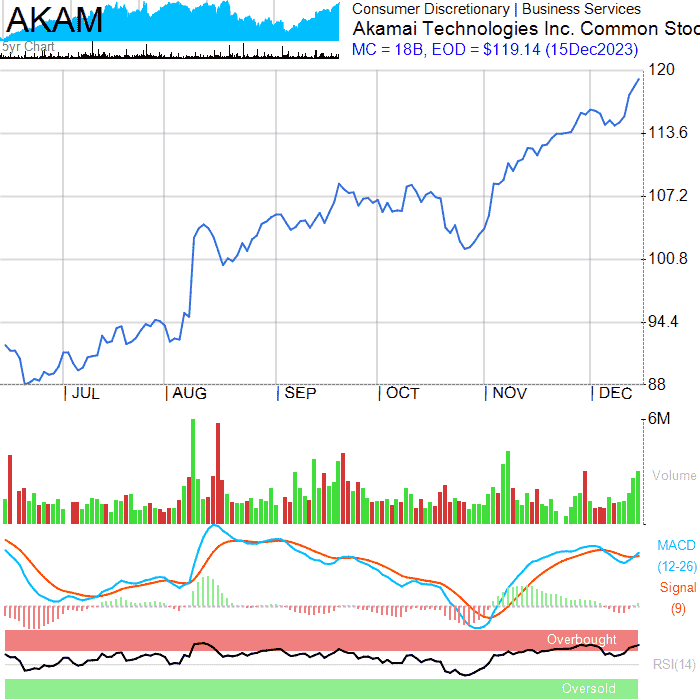 AKAM
5yr Chart
Consumer Discretionary | Business Services
Akamai Technologies Inc. Common Stoc
MC = 18B, EOD = $119.14 (15Dec2023)
120
113.6
107.2
100.8
94.4
88
| JUL | AUG | SEP | OCT | NOV | DEC
6M
Volume
MACD
(12-26)
Signal
(9)
Overbought
RSI(14)
Oversold